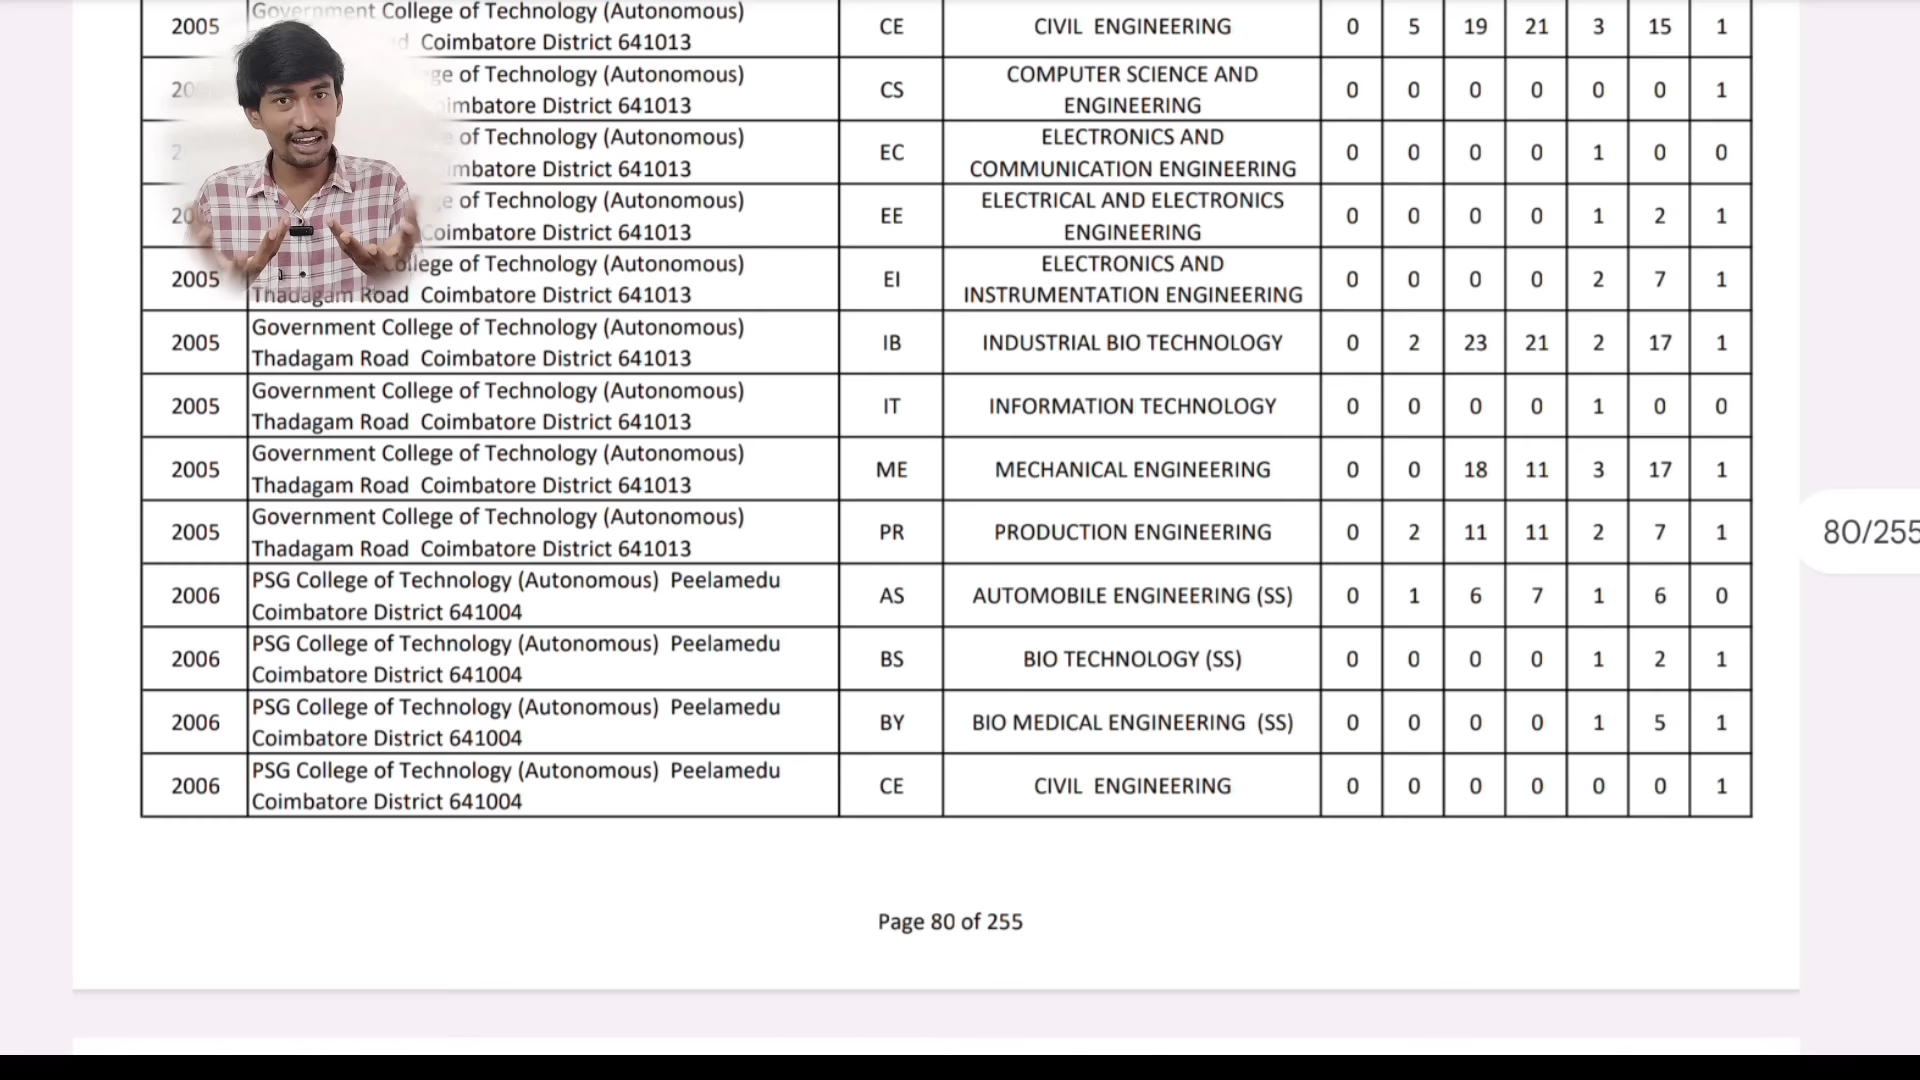 2005 Government College of Technology (Autonomous) CE CIVIL ENGINEERING 0 5 19 21 3 15 1
Coimbatore District 641013
of Technology (Autonomous) CS COMPUTER SCIENCE AND 0 0 0 0 0 0 1
641013 ENGINEERING
of Technology (Autonomous) EC ELECTRONICS AND 0 0 0 0 1 0 0
641013 COMMUNICATION ENGINEERING
of Technology (Autonomous) EE ELECTRICAL AND ELECTRONICS 0 0 0 0 1 2 1
Coimbatore District 641013 ENGINEERING
2005 College of Technology (Autonomous) EI ELECTRONICS AND 0 0 0 0 2 7 1
Thadagam Road Coimbatore District 641013 INSTRUMENTATION ENGINEERING
2005 Government College of Technology (Autonomous) IB INDUSTRIAL BIO TECHNOLOGY 0 2 23 21 2 17 1
Thadagam Road Coimbatore District 641013
2005 Government College of Technology (Autonomous) IT INFORMATION TECHNOLOGY 0 0 0 0 1 0 0
Thadagam Road Coimbatore District 641013
2005 Government College of Technology (Autonomous) ME MECHANICAL ENGINEERING 0 0 18 11 3 17 1
Thadagam Road Coimbatore District 641013
2005 Government College of Technology (Autonomous) PR PRODUCTION ENGINEERING 0 2 11 11 2 7 1
Thadagam Road Coimbatore District 641013
80/255
2006 PSG College of Technology (Autonomous) Peelamedu AS AUTOMOBILE ENGINEERING (SS) 0 1 6 7 1 6 0
Coimbatore District 641004
2006 PSG College of Technology (Autonomous) Peelamedu BS BIO TECHNOLOGY (SS) 0 0 0 0 1 2 1
Coimbatore District 641004
2006 PSG College of Technology (Autonomous) Peelamedu BY BIO MEDICAL ENGINEERING (SS) 0 0 0 0 1 5 1
Coimbatore District 641004
2006 PSG College of Technology (Autonomous) Peelamedu CE CIVIL ENGINEERING 0 0 0 0 0 0 1
Coimbatore District 641004
Page 80 of 255